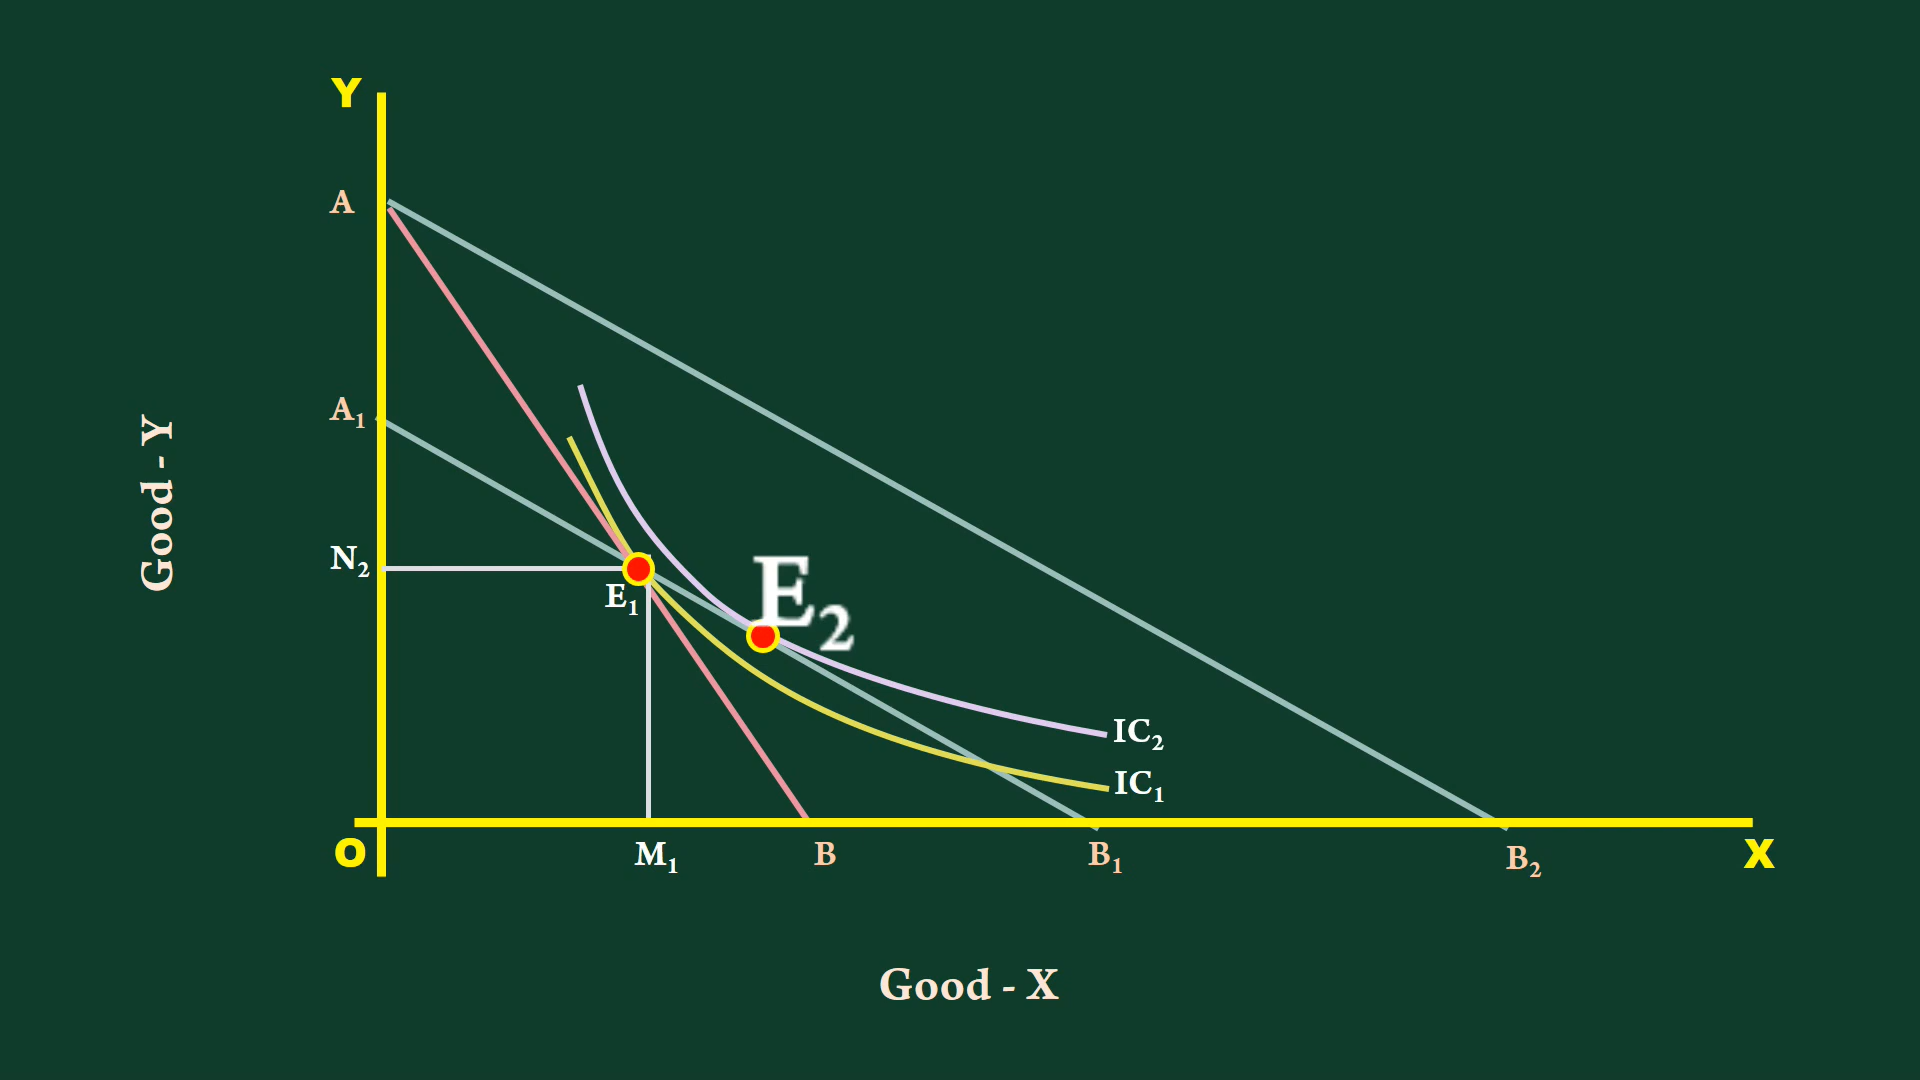 Y
A
A₁
Good - Y
N₂
E₁
E₂
IC₂
IC₁
O
M₁
B
B₁
B₂
X
Good - X